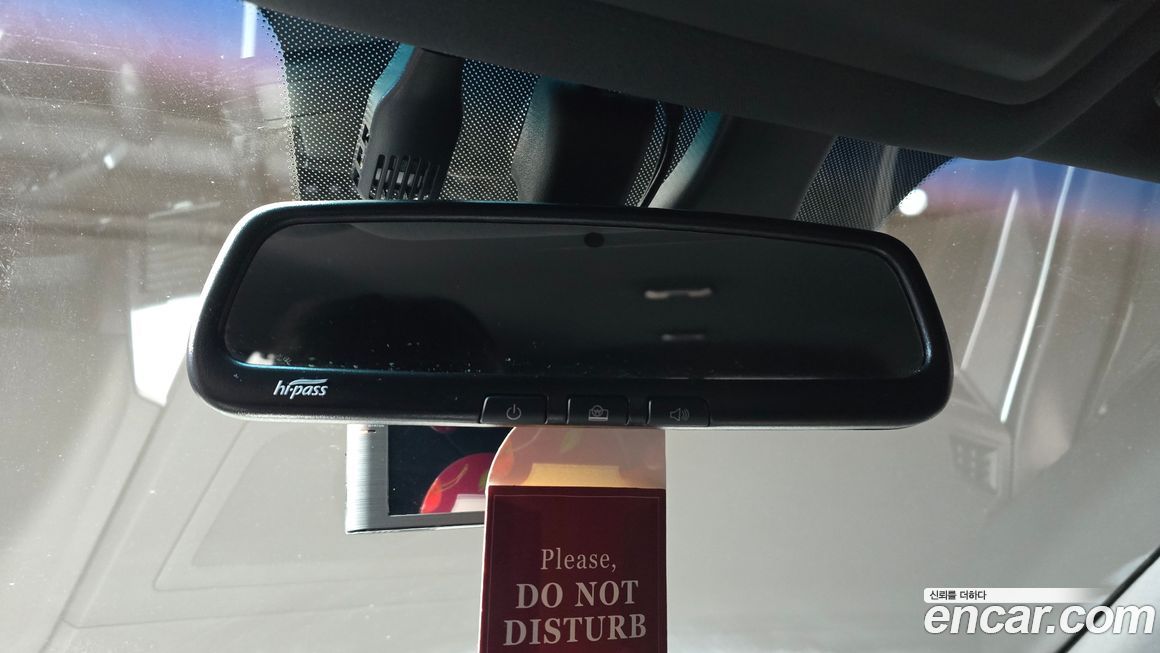 hi-pass
Please,
DO NOT
DISTURB
신뢰를 더하다
encar.com